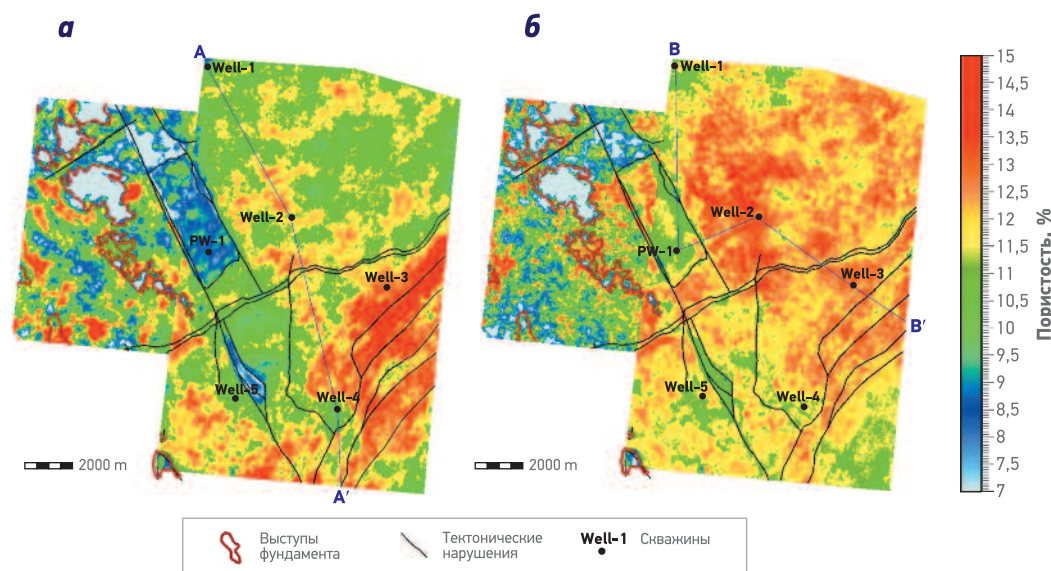 а
A
Well-1
Well-2
PW-1
Well-3
Well-5
Well-4
A'
2000 m
б
B
Well-1
Well-2
PW-1
Well-3
B'
Well-5
Well-4
2000 m
15
14,5
14
13,5
13
12,5
12
11,5
11
10,5
10
9,5
9
8,5
8
7,5
7
Пористость, %
Выступы
фундамента
Тектонические
нарушения
Well-1 Скважины